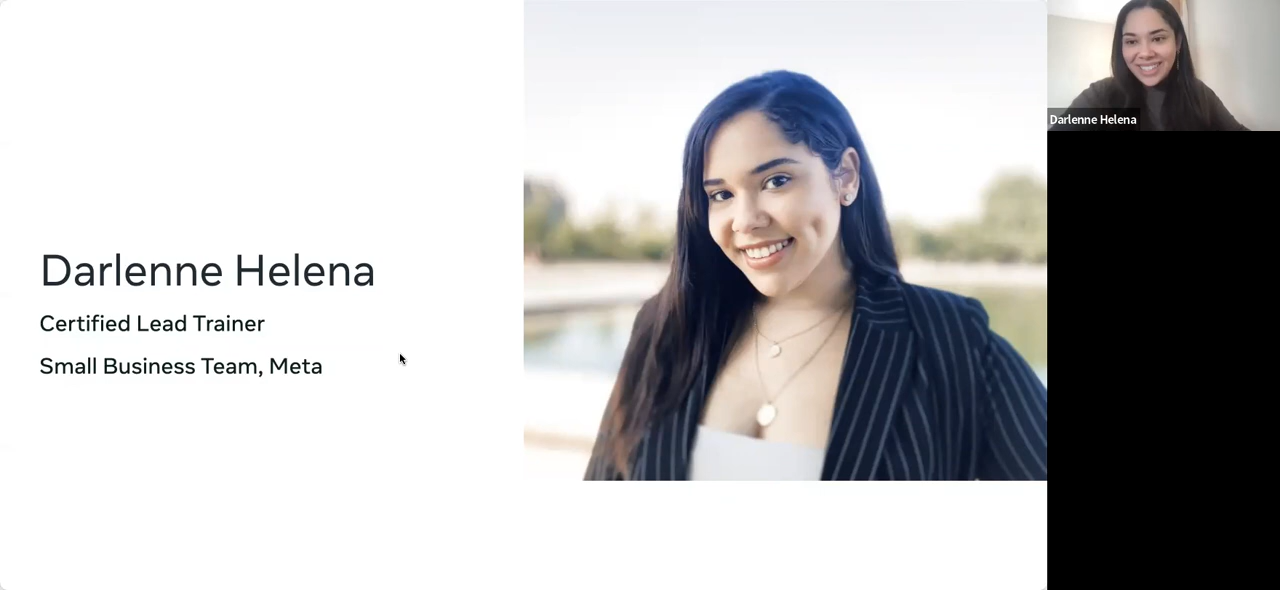 Darlenne Helena
Certified Lead Trainer
Small Business Team, Meta
Darlenne Helena